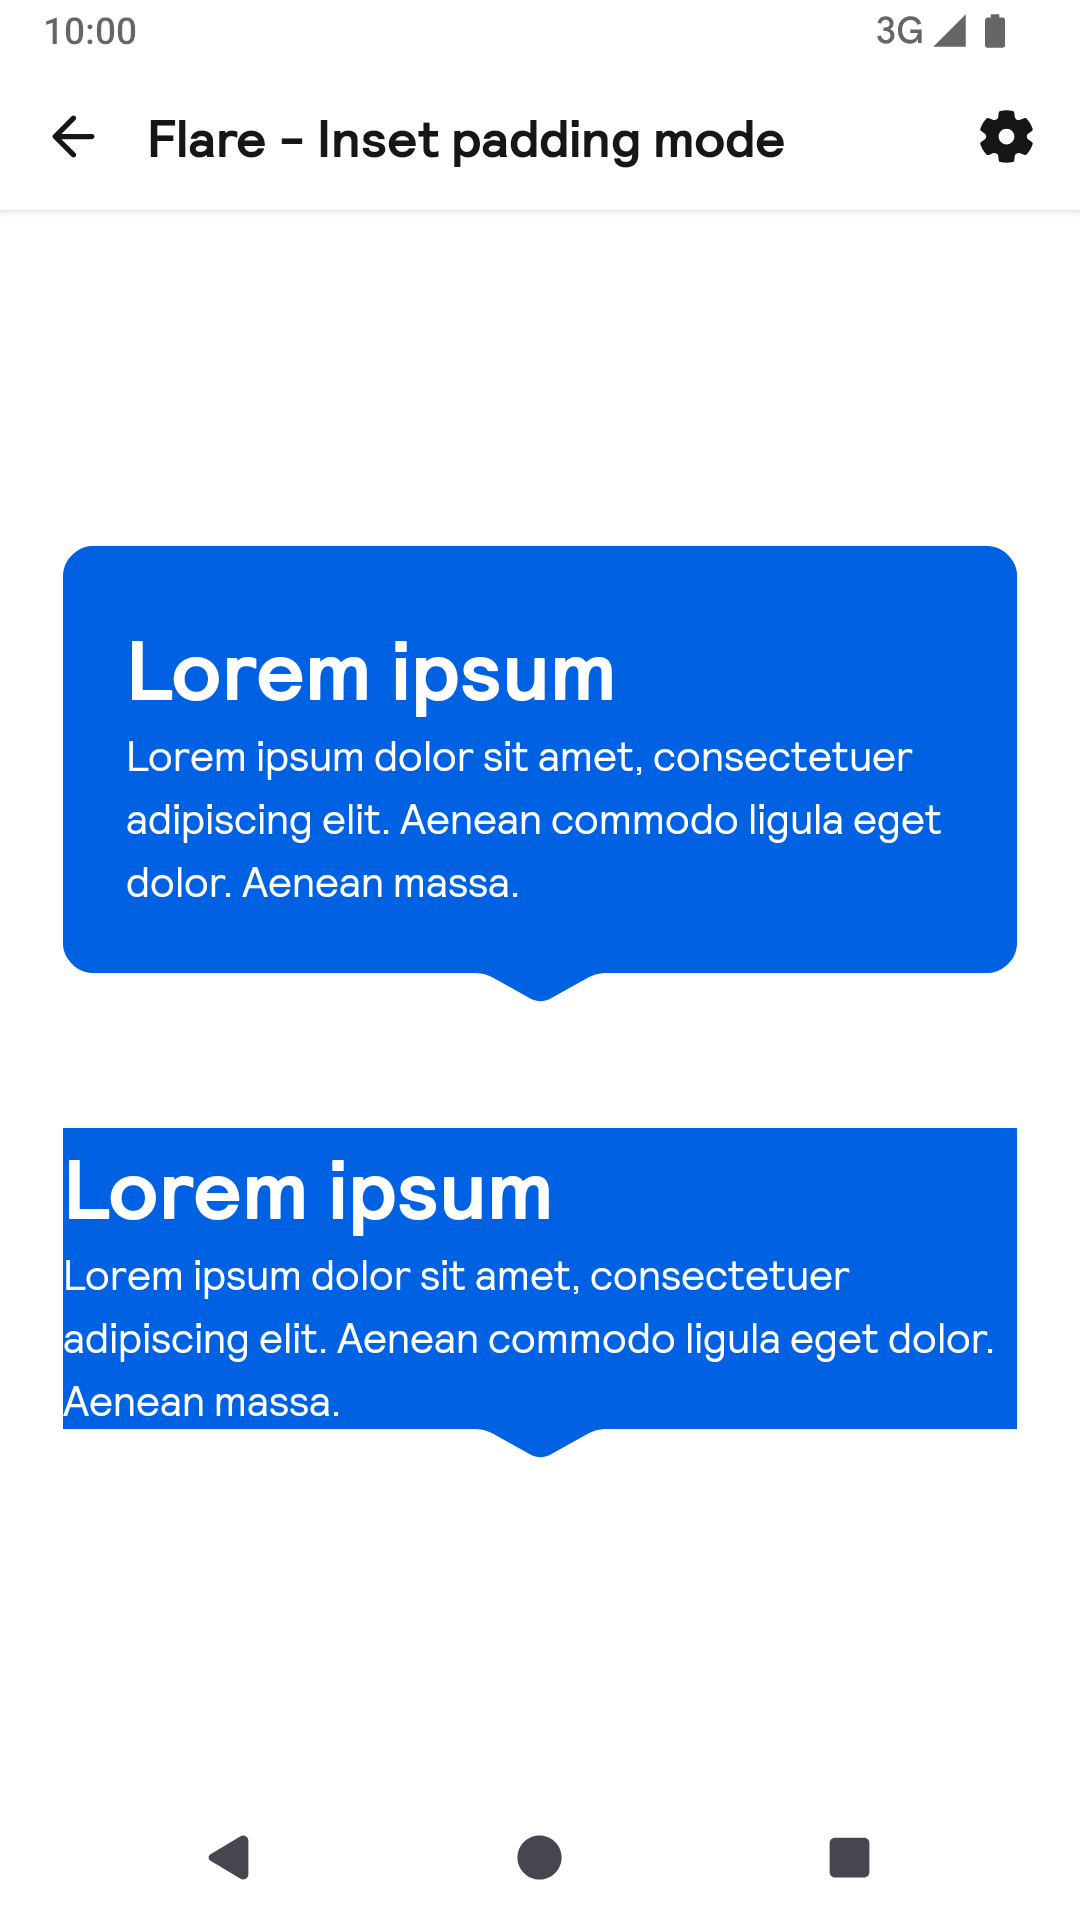 10:00
3G
Flare - Inset padding mode
Lorem ipsum
Lorem ipsum dolor sit amet, consectetuer
adipiscing elit. Aenean commodo ligula eget
dolor. Aenean massa.
Lorem ipsum
Lorem ipsum dolor sit amet, consectetuer
adipiscing elit. Aenean commodo ligula eget dolor.
Aenean massa.